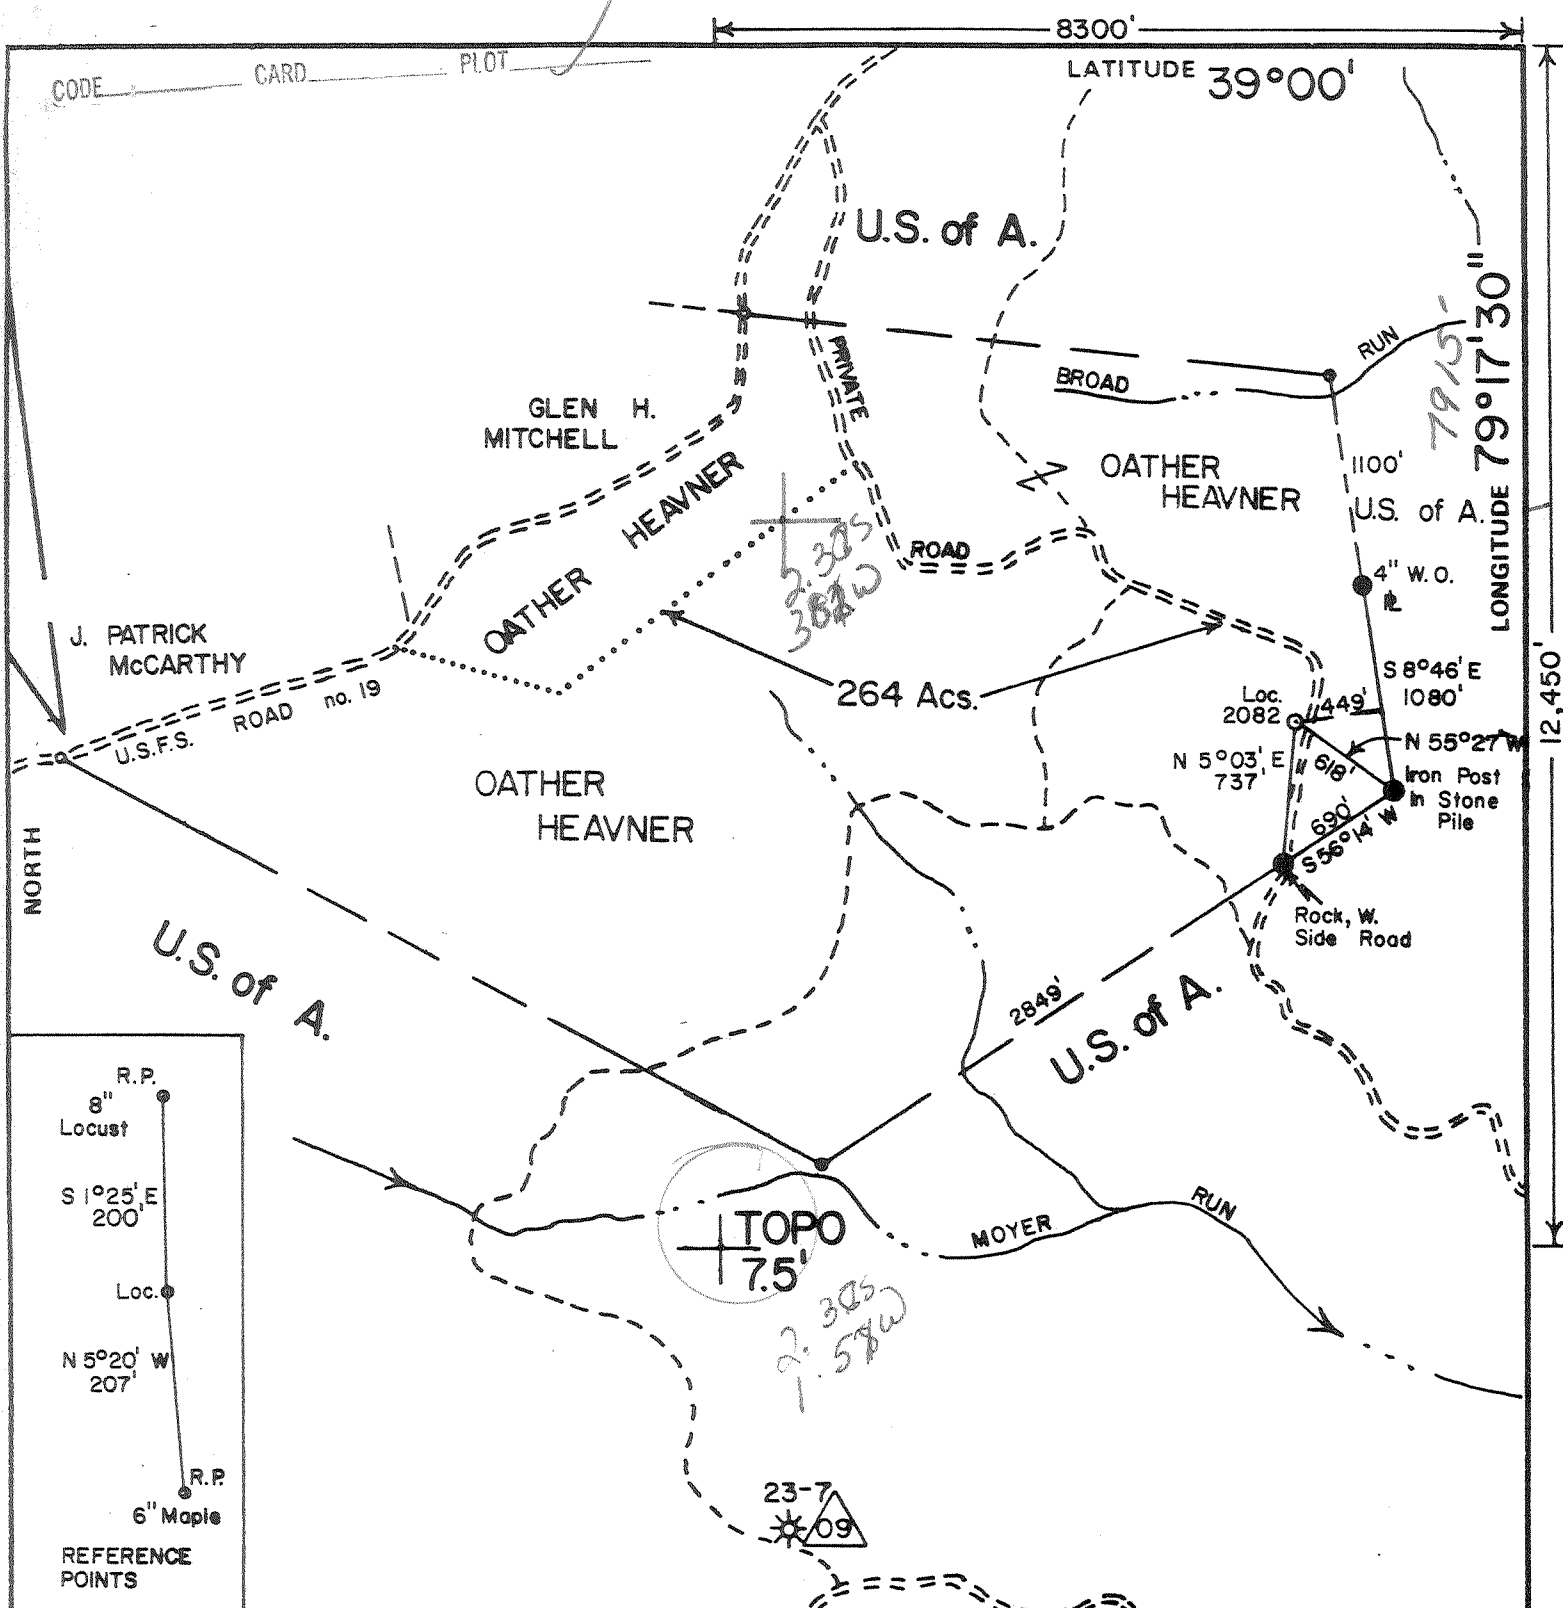 8300'
CODE CARD PLOT
LATITUDE 39°00'
U.S. of A.
LONGITUDE 79°17'30"
79 15'
12,450'
PRIVATE
ROAD
BROAD
RUN
GLEN H.
MITCHELL
OATHER HEAVNER
OATHER
HEAVNER
1100'
U.S. of A.
4" W.O.
S 8°46' E
1080'
J. PATRICK
McCARTHY
U.S.F.S. ROAD no. 19
264 Acs.
Loc.
2082
449'
N 55°27' W
618'
N 5°03' E
737'
Iron Post
In Stone
Pile
690'
S 56°14' W
Rock, W.
Side Road
OATHER
HEAVNER
NORTH
U.S. of A.
2849'
U.S. of A.
R.P.
8"
Locust
S 1°25' E
200'
Loc.
N 5°20' W
207'
R.P.
6" Maple
REFERENCE
POINTS
TOPO
7.5'
MOYER
RUN
23-7
09